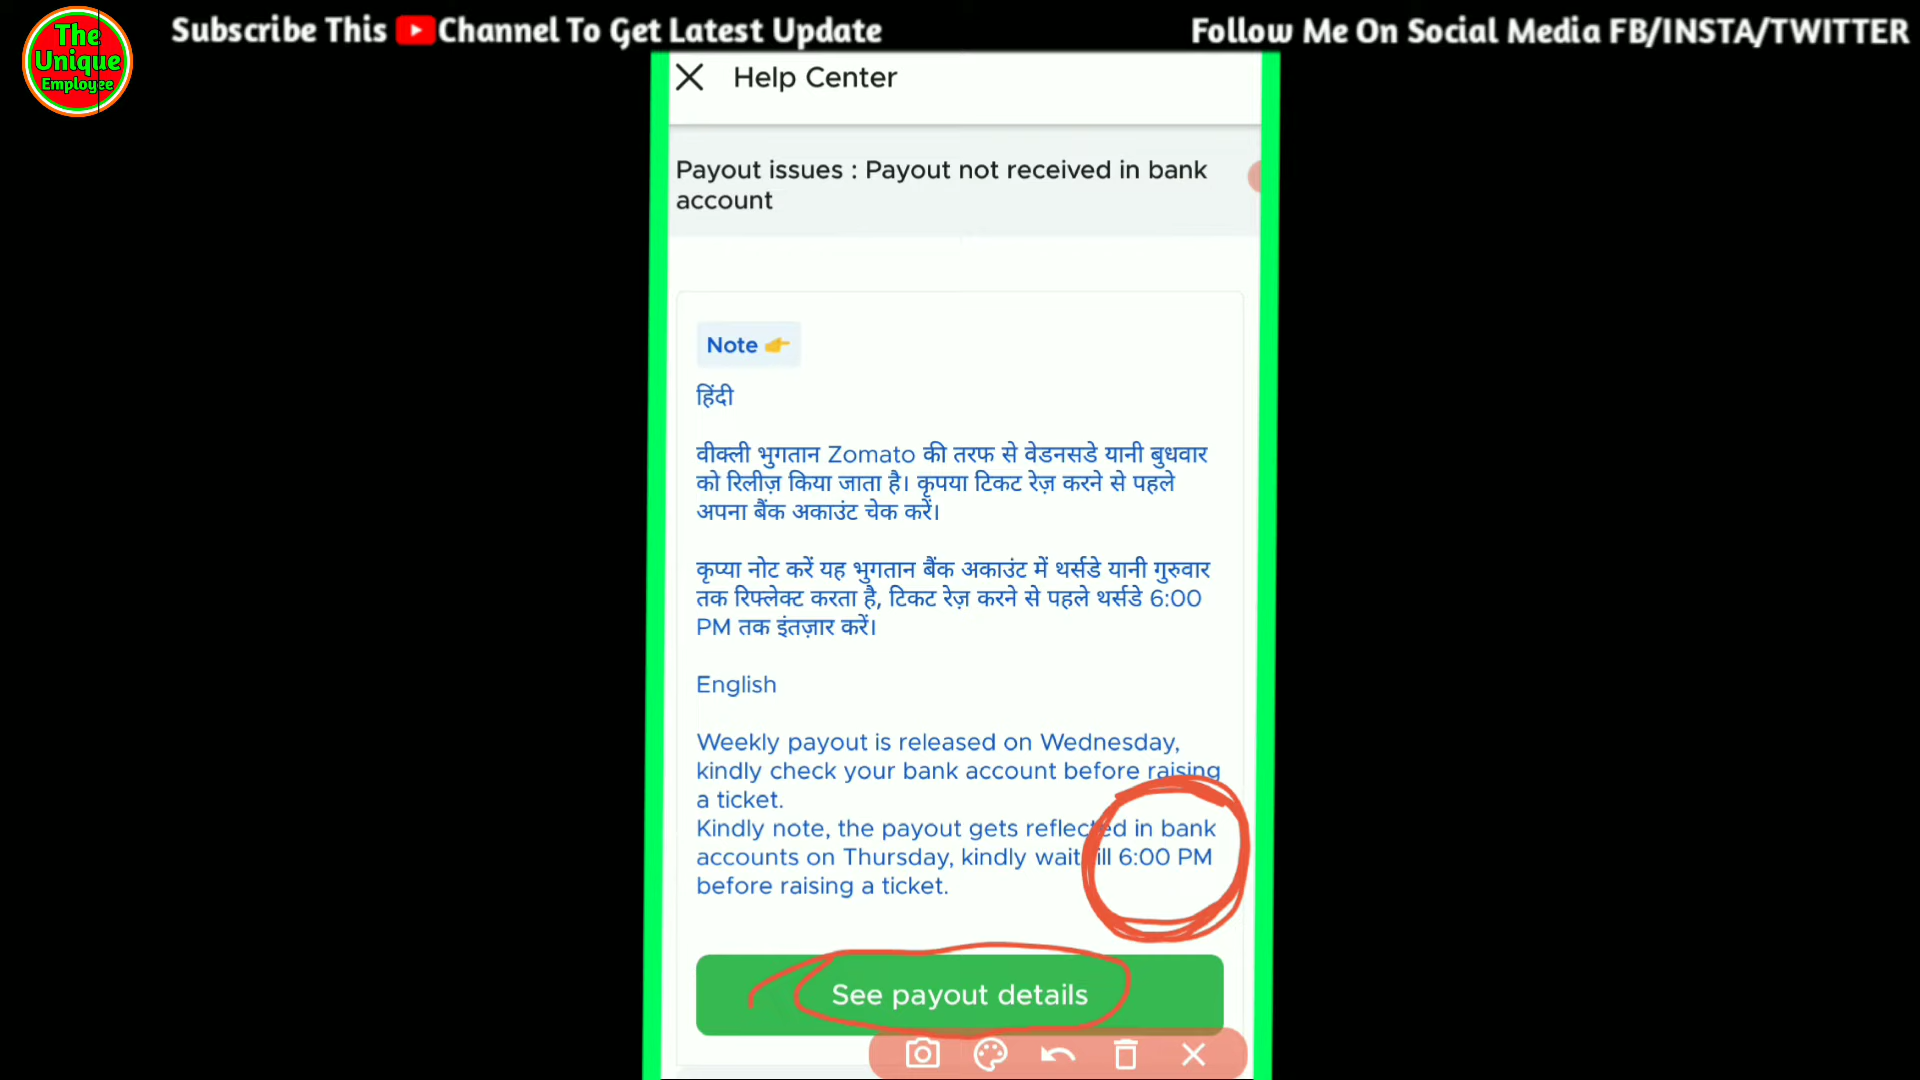 The
Unique
Employee
Subscribe This Channel To Get Latest Update
Follow Me On Social Media FB/INSTA/TWITTER
Help Center
Payout issues : Payout not received in bank
account
Note 👉
हिंदी
वीक्ली भुगतान Zomato की तरफ से वेडनसडे यानी बुधवार
को रिलीज़ किया जाता है। कृपया टिकट रेज़ करने से पहले
अपना बैंक अकाउंट चेक करें।
कृप्या नोट करें यह भुगतान बैंक अकाउंट में थर्सडे यानी गुरुवार
तक रिफ्लेक्ट करता है, टिकट रेज़ करने से पहले थर्सडे 6:00
PM तक इंतज़ार करें।
English
Weekly payout is released on Wednesday,
kindly check your bank account before raising
a ticket.
Kindly note, the payout gets reflected in bank
accounts on Thursday, kindly wait till 6:00 PM
before raising a ticket.
See payout details